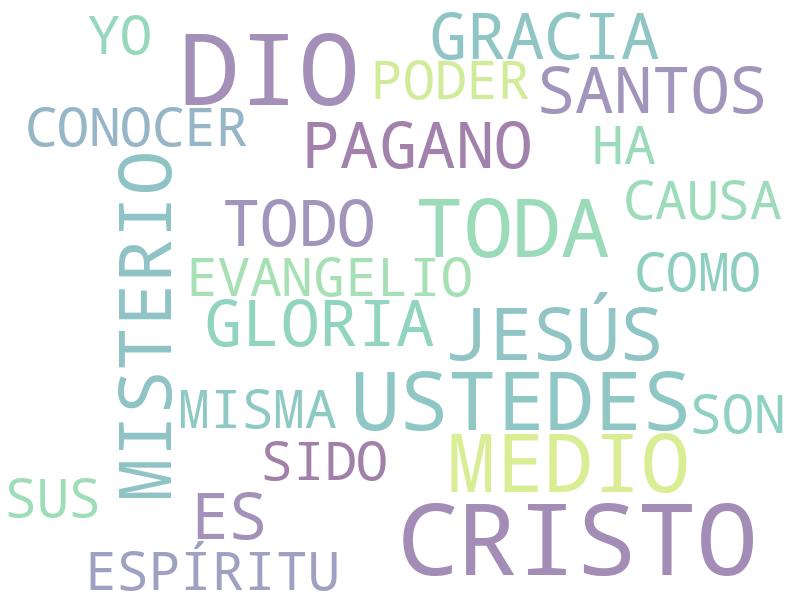 YO
DIO
GRACIA
PODER
SANTOS
CONOCER
PAGANO
HA
MISTERIO
CAUSA
TODO
TODA
EVANGELIO
COMO
GLORIA
JESÚS
MISMA
USTEDES
SON
SIDO
MEDIO
SUS
ES
CRISTO
ESPÍRITU